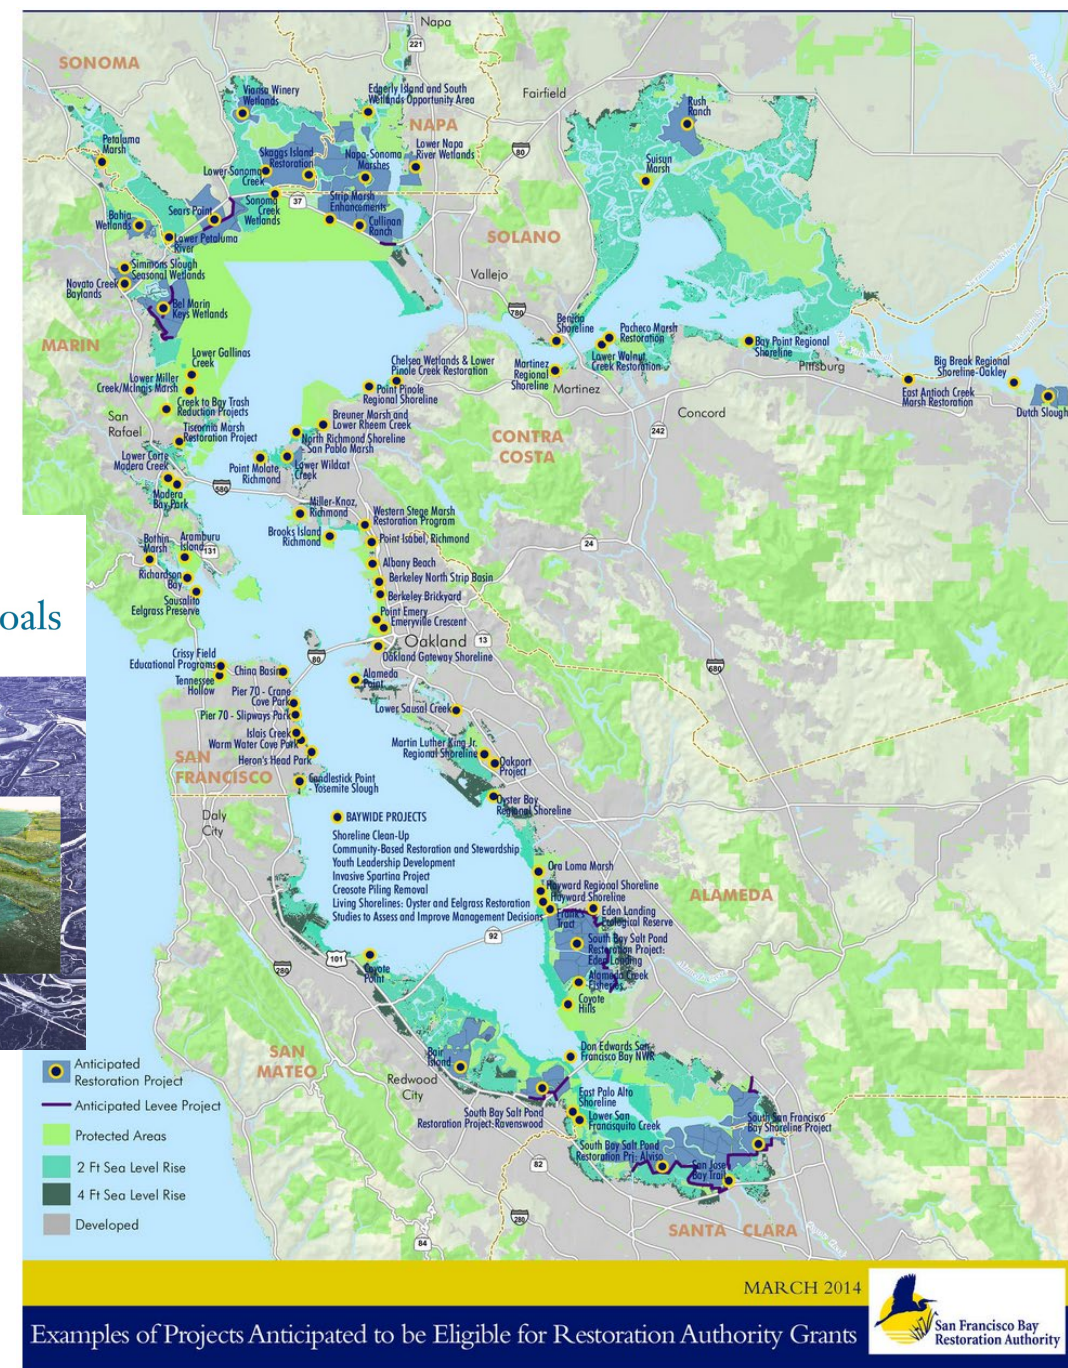 Napa
221
SONOMA
Viansa Winery
Wetlands
Edgerly Island and South
Wetlands Opportunity Area
Fairfield
Rush
Ranch
NAPA
Petaluma
Marsh
Skaggs Island
Restoration
Napa-Sonoma
Marshes
Lower Napa
River Wetlands
80
Suisun
Marsh
Lower Sonoma
Creek
Sonoma
Creek
Wetlands
37
Strip Marsh
Enhancements
Cullinan
Ranch
Sears Point
Bahia
Wetlands
Lower Petaluma
River
SOLANO
Simmons Slough
Seasonal Wetlands
Novato Creek
Baylands
Vallejo
Bel Marin
Keys Wetlands
780
MARIN
Benicia
Shoreline
Pacheco Marsh
Restoration
Lower Walnut
Creek Restoration
Bay Point Regional
Shoreline
Pittsburg
Big Break Regional
Shoreline-Oakley
Martinez
Regional
Shoreline
Martinez
East Antioch Creek
Marsh Restoration
Dutch Slough
Lower Gallinas
Creek
Chelsea Wetlands & Lower
Pinole Creek Restoration
Point Pinole
Regional Shoreline
Lower Miller
Creek/McInnis Marsh
Creek to Bay Trash
Reduction Projects
San
Rafael
Tiscornia Marsh
Restoration Project
Breuner Marsh and
Lower Rheem Creek
North Richmond Shoreline
- San Pablo Marsh
Concord
242
CONTRA
COSTA
Lower Corte
Madera Creek
Point Molate,
Richmond
Lower Wildcat
Creek
Madera
Bay Park
580
Miller-Knox,
Richmond
Western Stege Marsh
Restoration Program
Brooks Island
Richmond
Point Isabel, Richmond
24
Bothin
Marsh
Aramburu
Island
131
Albany Beach
Berkeley North Strip Basin
Richardson
Bay
Berkeley Brickyard
Sausalito
Eelgrass Preserve
oals
Point Emery
Emeryville Crescent
Oakland
13
80
Oakland Gateway Shoreline
680
Crissy Field
Educational Programs
Tennessee
Hollow
China Basin
Alameda
Point
Pier 70 - Crane
Cove Park
Pier 70 - Slipways Park
Lower Sausal Creek
Islais Creek
Warm Water Cove Park
Heron's Head Park
Martin Luther King Jr.
Regional Shoreline
Oakport
Project
SAN
FRANCISCO
Candlestick Point
- Yosemite Slough
Oyster Bay
Regional Shoreline
Daly
City
BAYWIDE PROJECTS
Shoreline Clean-Up
Community-Based Restoration and Stewardship
Youth Leadership Development
Invasive Spartina Project
Creosote Piling Removal
Living Shorelines: Oyster and Eelgrass Restoration
Studies to Assess and Improve Management Decisions
Oro Loma Marsh
Hayward Regional Shoreline
Hayward Shoreline
Frank's
Tract
ALAMEDA
Eden Landing
Ecological Reserve
92
South Bay Salt Pond
Restoration Project:
Eden Landing
101
280
Coyote
Point
Alameda Creek
Fisheries
Coyote
Hills
SAN
MATEO
Bair
Island
Don Edwards San
Francisco Bay NWR
Redwood
City
South Bay Salt Pond
Restoration Project:Ravenswood
East Palo Alto
Shoreline
Lower San
Francisquito Creek
South San Francisco
Bay Shoreline Project
South Bay Salt Pond
Restoration Prj: Alviso
San Jose
Bay Trail
82
280
84
SANTA CLARA
Anticipated
Restoration Project
Anticipated Levee Project
Protected Areas
2 Ft Sea Level Rise
4 Ft Sea Level Rise
Developed
MARCH 2014
Examples of Projects Anticipated to be Eligible for Restoration Authority Grants
San Francisco Bay
Restoration Authority